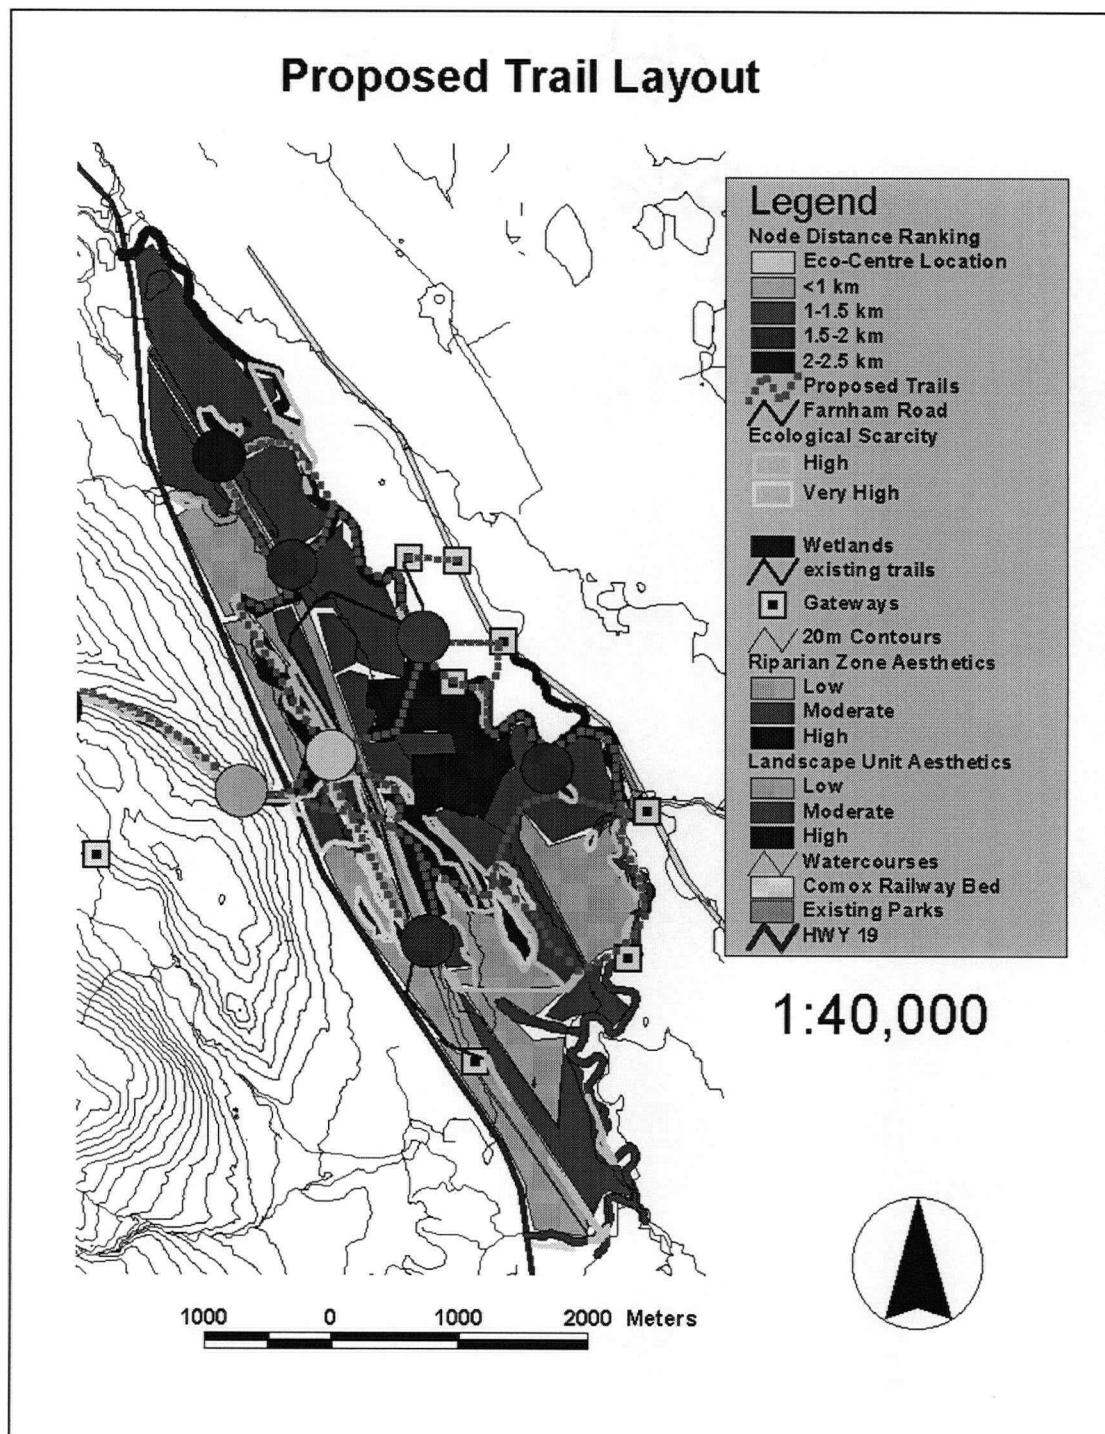 Proposed Trail Layout
Legend
Node Distance Ranking
Eco-Centre Location
<1 km
1-1.5 km
1.5-2 km
2-2.5 km
Proposed Trails
Farnham Road
Ecological Scarcity
High
Very High
Wetlands
existing trails
Gateways
20m Contours
Riparian Zone Aesthetics
Low
Moderate
High
Landscape Unit Aesthetics
Low
Moderate
High
Watercourses
Comox Railway Bed
Existing Parks
HWY 19
1:40,000
1000 0 1000 2000 Meters